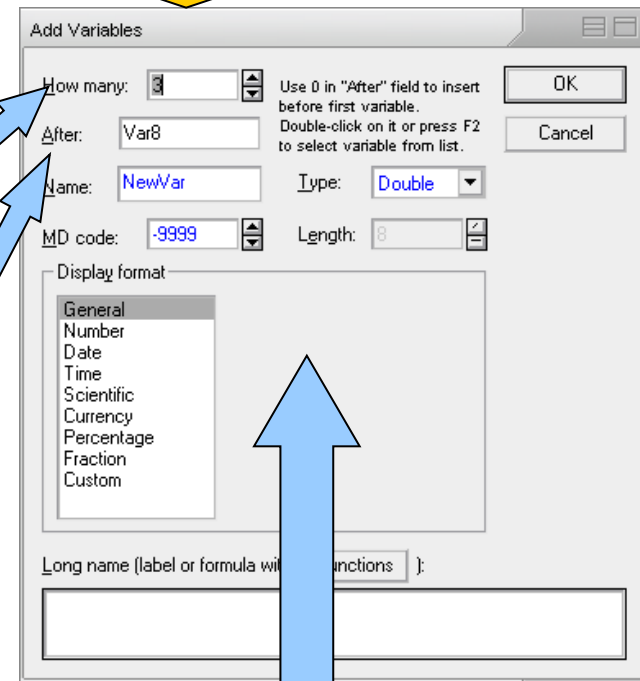 Add Variables
How many: 3
Use 0 in "After" field to insert
before first variable.
Double-click on it or press F2
to select variable from list.
OK
After: Var8
Cancel
Name: NewVar
Type: Double
MD code: -9999
Length: 8
Display format
General
Number
Date
Time
Scientific
Currency
Percentage
Fraction
Custom
Long name (label or formula ):